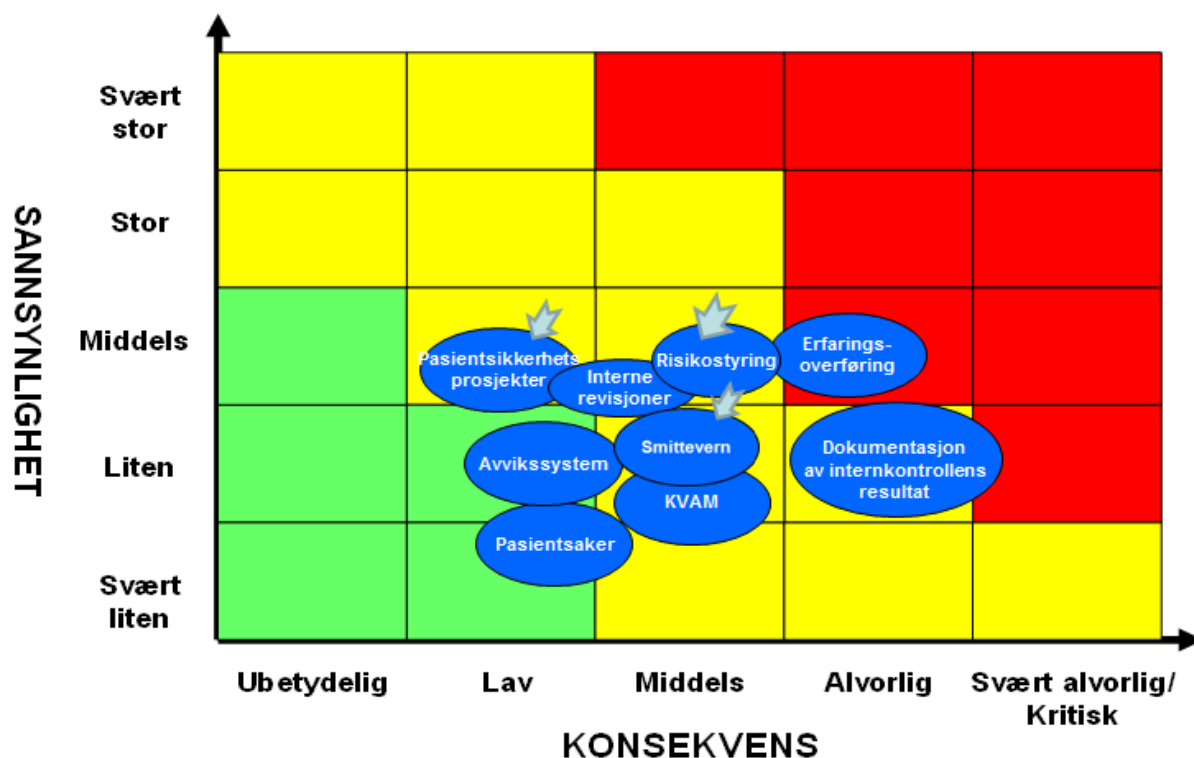 Svært
stor
Stor
Middels
Liten
Svært
liten
SANNSYNLIGHET
Pasientsikkerhets
prosjekter
Interne
revisjoner
Risikostyring
Erfarings-
overføring
Avvikssystem
Smittevern
KVAM
Dokumentasjon
av internkontrollens
resultat
Pasientsaker
Ubetydelig
Lav
Middels
Alvorlig
Svært alvorlig/
Kritisk
KONSEKVENS